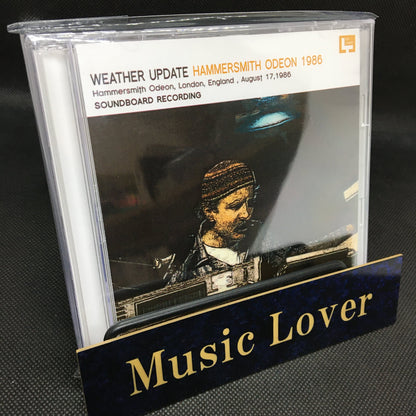 WEATHER UPDATE HAMMERSMITH ODEON 1986
Hammersmith Odeon, London, England , August 17,1986
SOUNDBOARD RECORDING
Music Lover